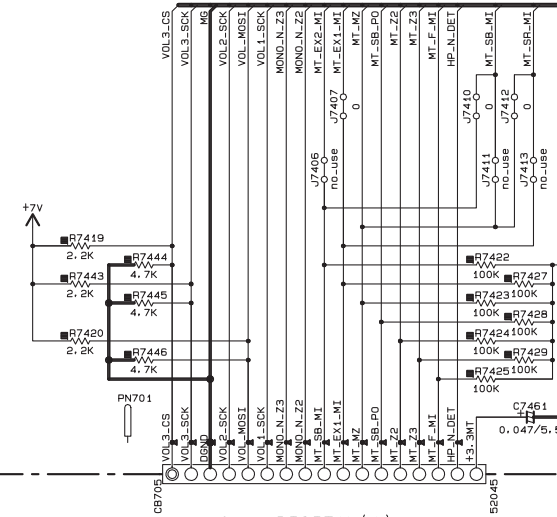 VOL3_CS
VOL3_SCK
MG
VOL2_SCK
VOL_MOSI
VOL1_SCK
MONO_N_Z3
MONO_N_Z2
MT_EX2_MI
MT_EX1_MI
MT_MZ
MT_SB_PO
MT_Z2
MT_Z3
MT_F_MI
HP_N_DET
MT_SB_MI
MT_SR_MI
J7407
0
J7410
0
J7412
0
J7406
no_use
J7411
no_use
J7413
no_use
+7V
R7419
2.2K
R7444
4.7K
R7443
2.2K
R7445
4.7K
R7420
2.2K
R7446
4.7K
R7422
100K
R7427
100K
R7423
100K
R7428
100K
R7424
100K
R7429
100K
R7425
100K
PN701
C7461
0.047/5.5
VOL3_CS
VOL3_SCK
DGND
VOL2_SCK
VOL_MOSI
VOL1_SCK
MONO_N_Z3
MONO_N_Z2
MT_SB_MI
MT_EX1_MI
MT_MZ
MT_SB_PO
MT_Z2
MT_Z3
MT_F_MI
HP_N_DET
+3.3MT
CB705
52045